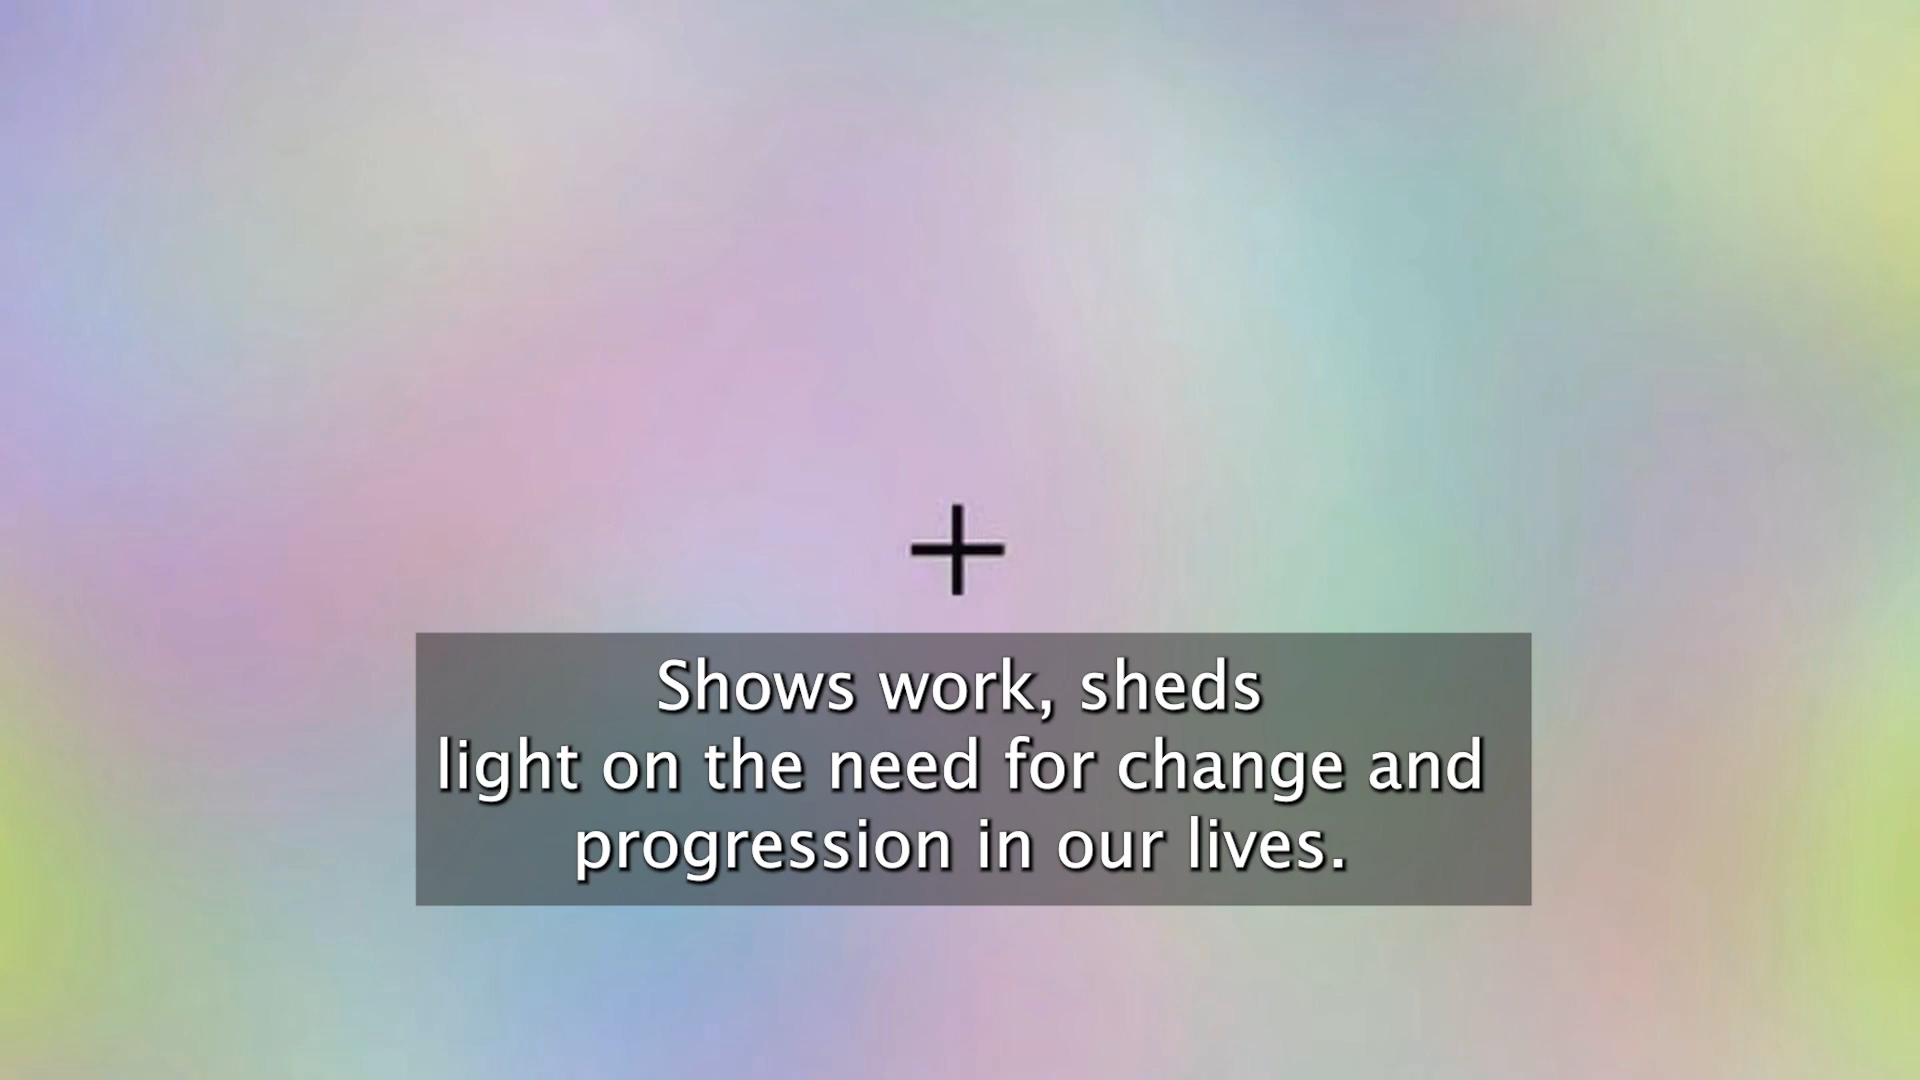 Shows work, sheds
light on the need for change and
progression in our lives.